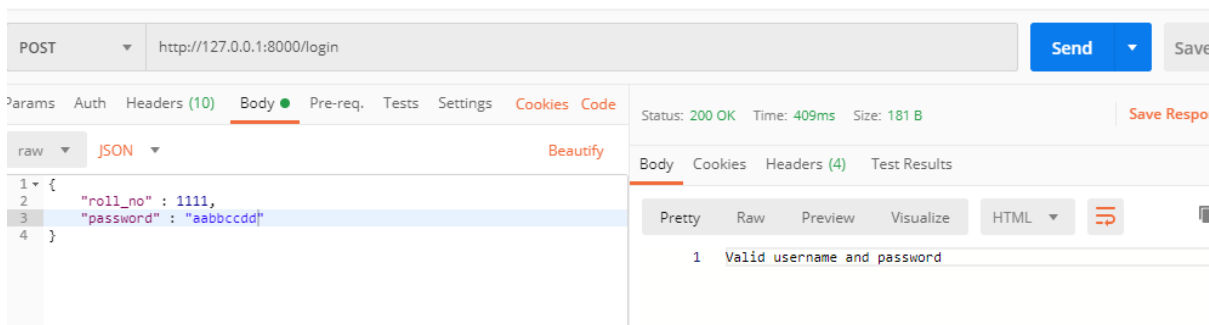 POST http://127.0.0.1:8000/login Send Save
Params Auth Headers (10) Body Pre-req. Tests Settings Cookies Code
raw JSON Beautify
1 {
2 "roll_no" : 1111,
3 "password" : "aabbccdd"
4 }
Status: 200 OK Time: 409ms Size: 181 B Save Respo
Body Cookies Headers (4) Test Results
Pretty Raw Preview Visualize HTML
1 Valid username and password